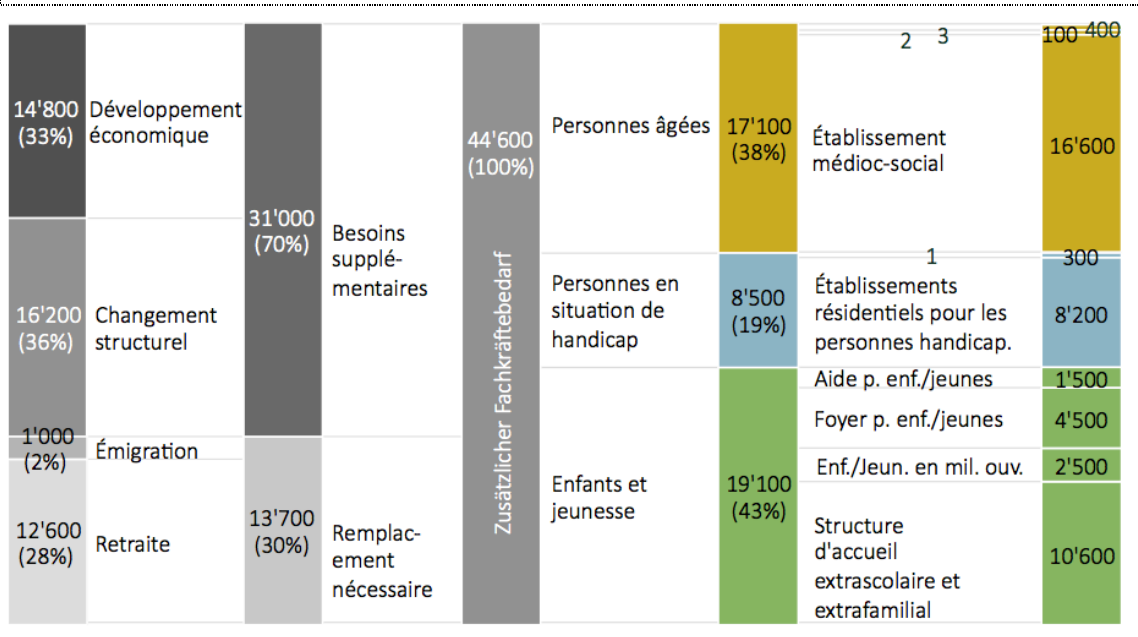 14'800
(33%)
Développement
économique
16'200
(36%)
Changement
structurel
1'000
(2%)
Émigration
12'600
(28%)
Retraite
31'000
(70%)
Besoins
supplé-
mentaires
13'700
(30%)
Remplac-
ement
nécessaire
44'600
(100%)
Zusätzlicher Fachkräftebedarf
Personnes âgées
17'100
(38%)
Personnes en
situation de
handicap
8'500
(19%)
Enfants et
jeunesse
19'100
(43%)
2
3
100
400
Établissement
médioc-social
16'600
1
300
Établissements
résidentiels pour les
personnes handicap.
8'200
Aide p. enf./jeunes
1'500
Foyer p. enf./jeunes
4'500
Enf./Jeun. en mil. ouv.
2'500
Structure
d'accueil
extrascolaire et
extrafamilial
10'600